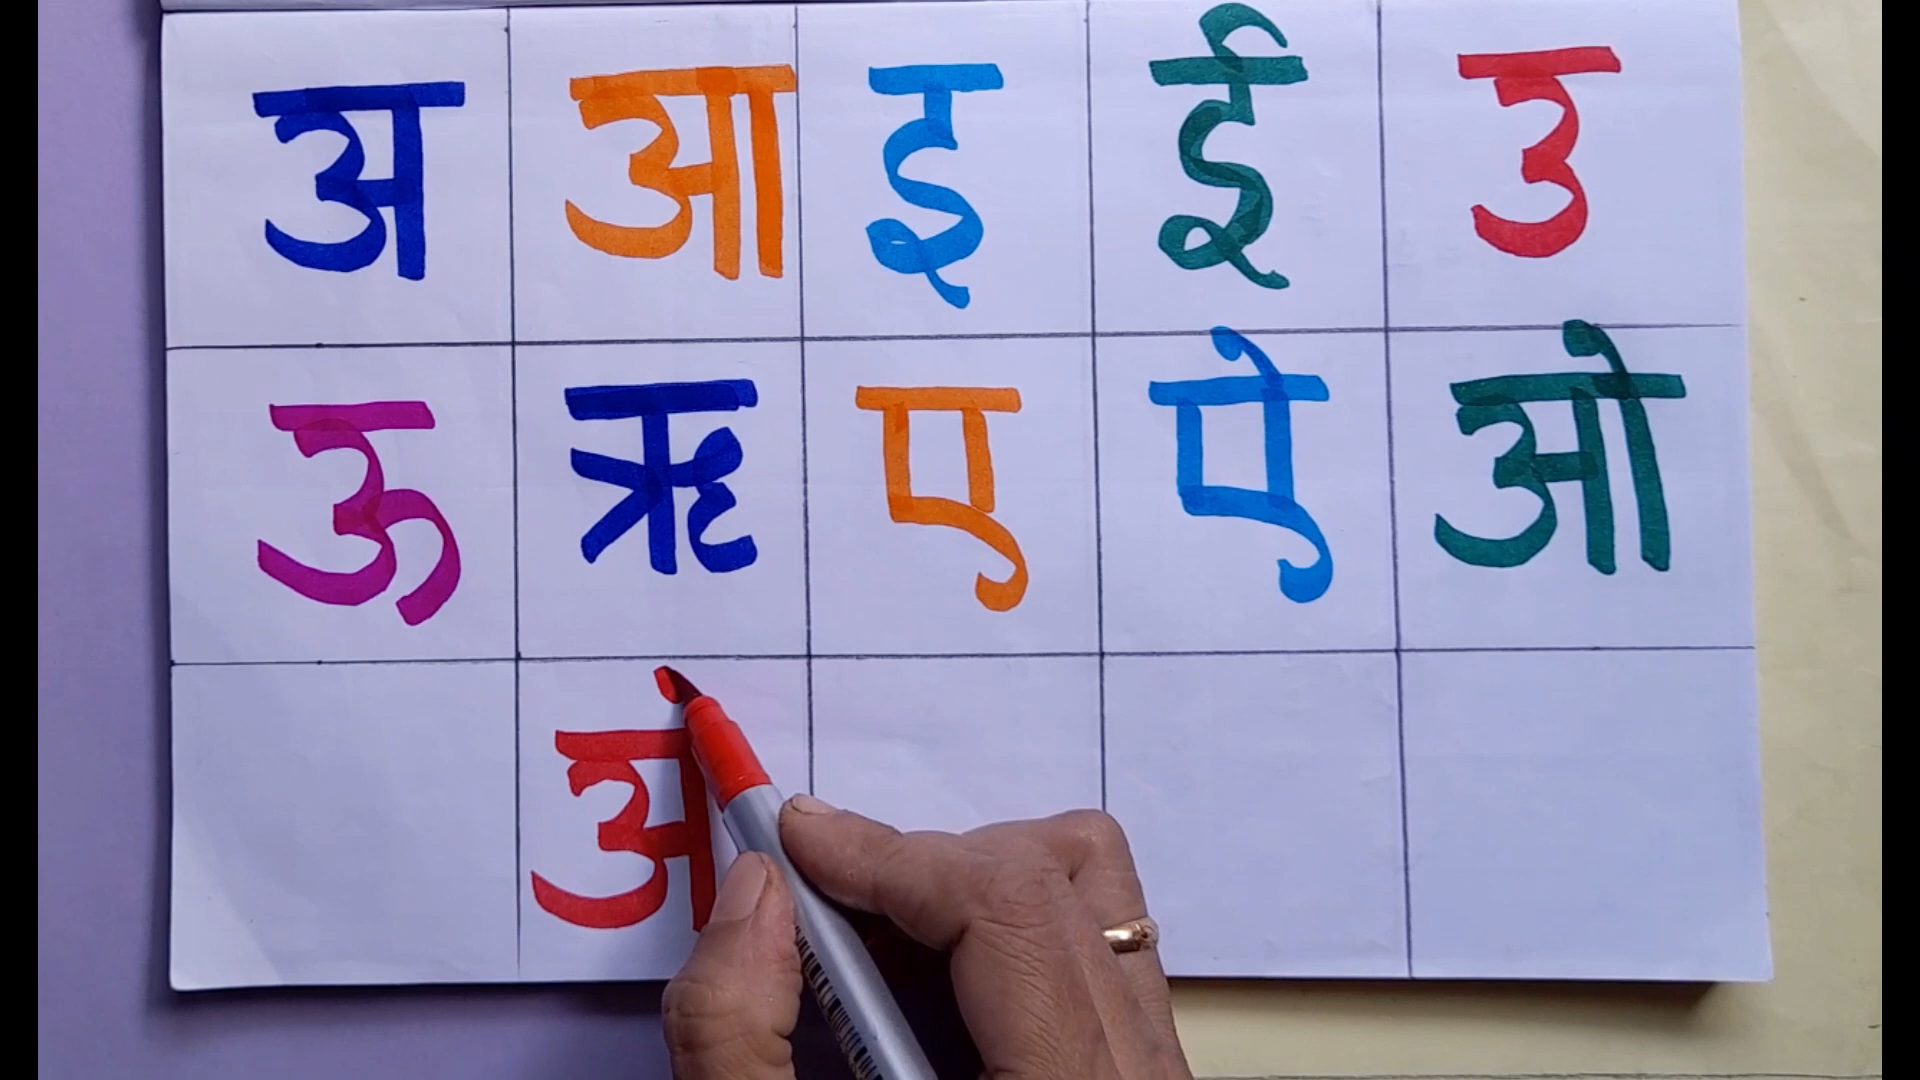 अ आ इ ई उ
ऊ ऋ ए ऐ ओ
अ